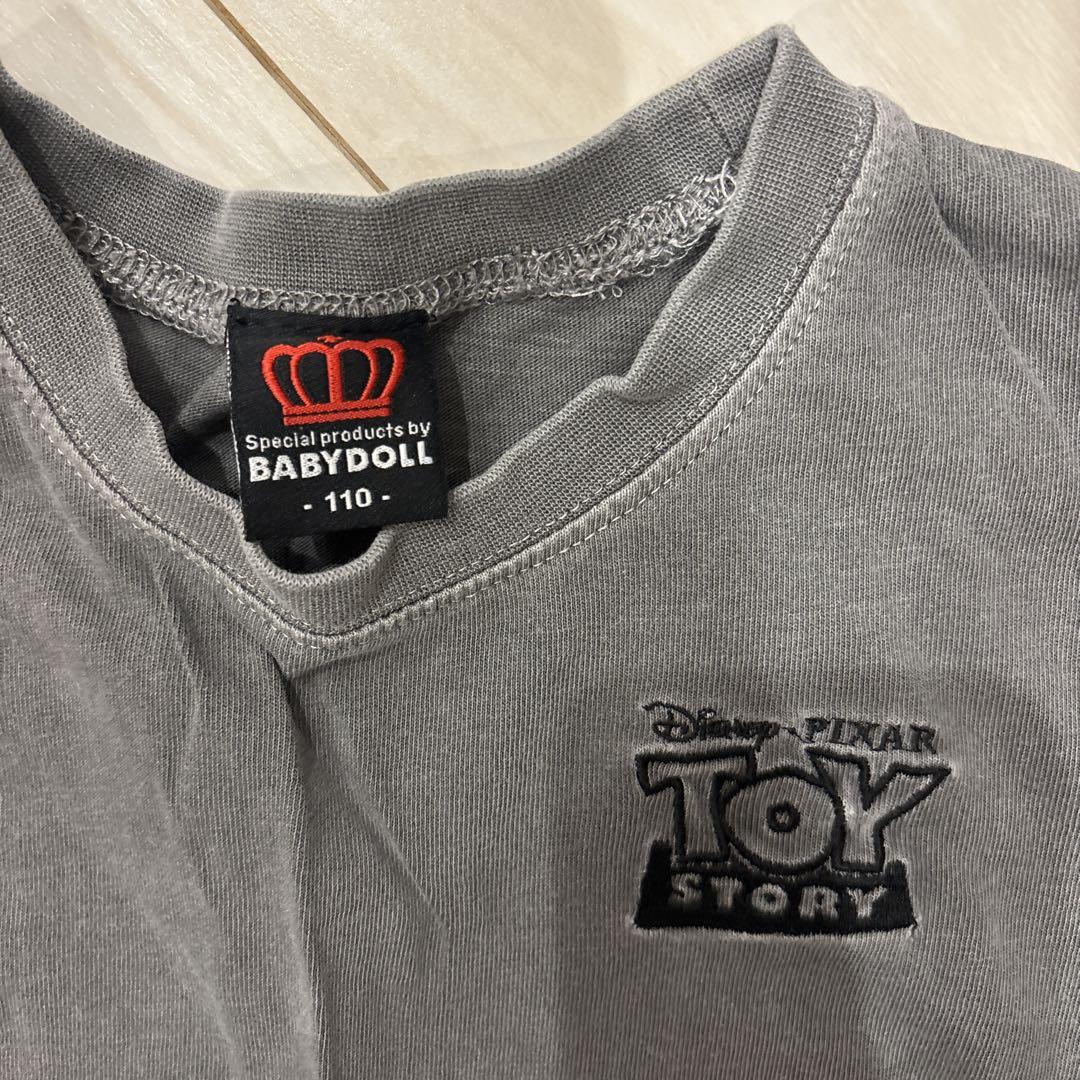 Special products by
BABYDOLL
- 110 -
Disney·PIXAR
TOY
STORY